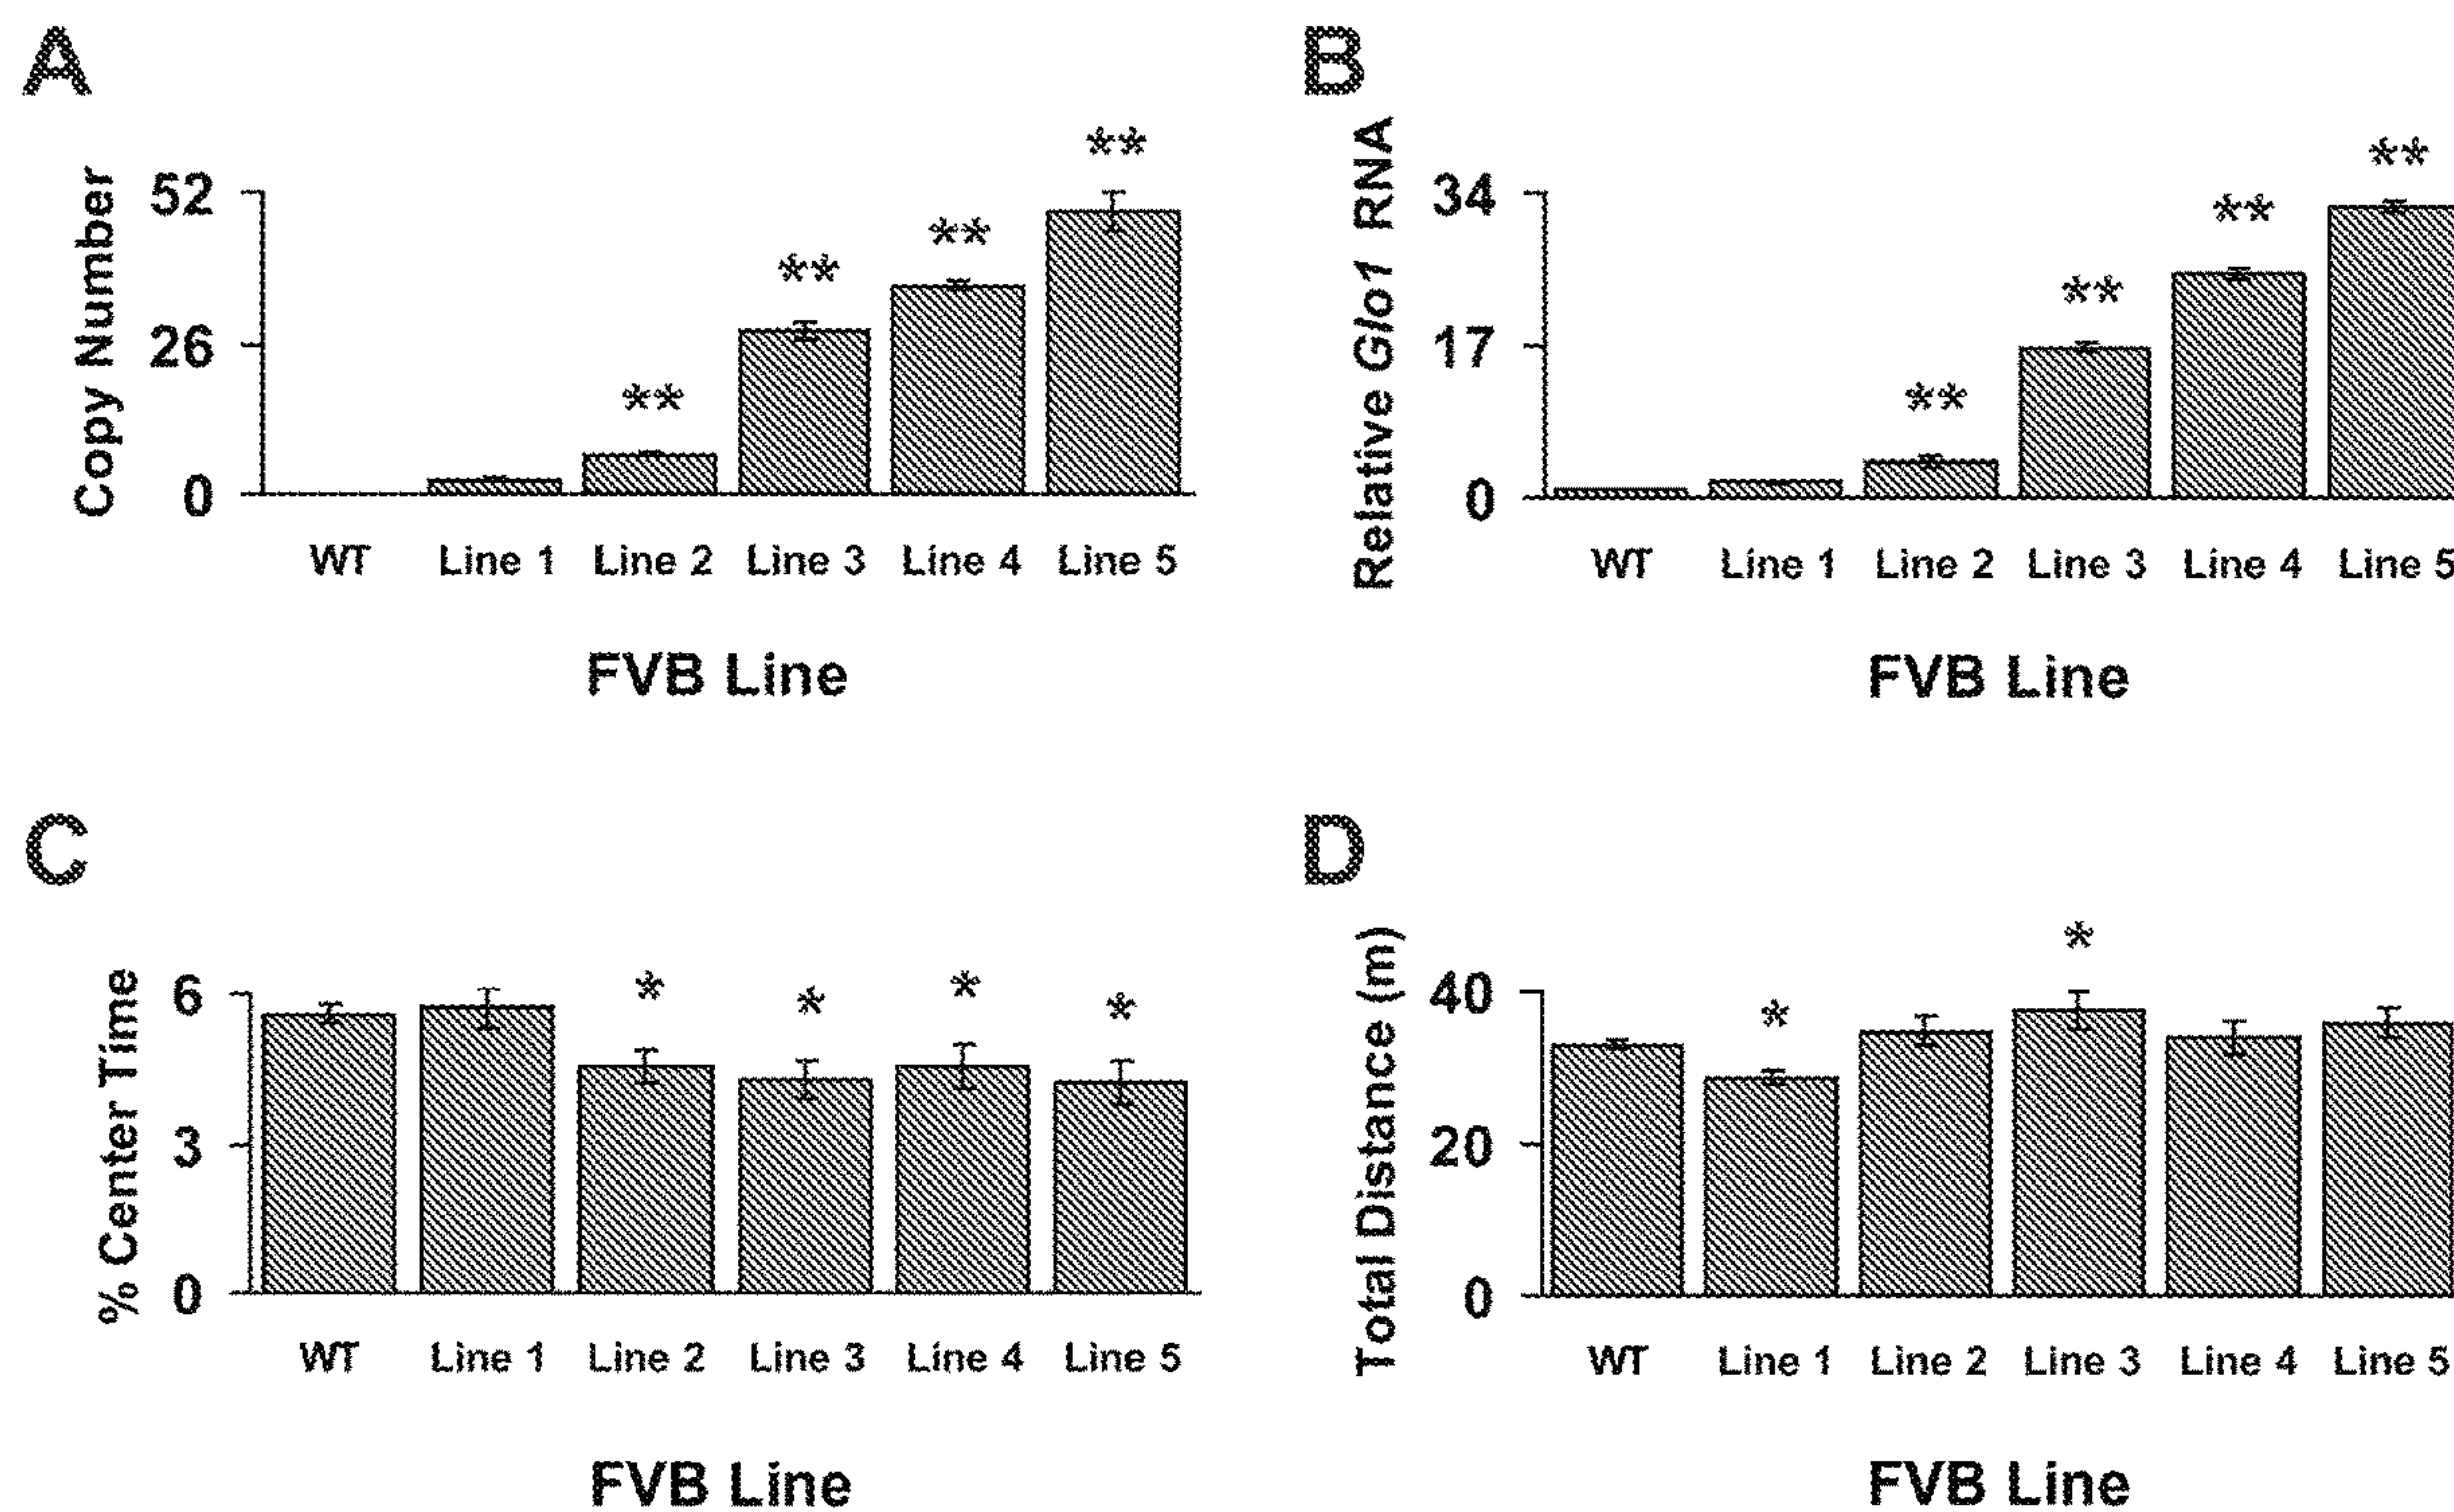 A
Copy Number
52
26
0
**
**
**
**
WT Line 1 Line 2 Line 3 Line 4 Line 5
FVB Line
B
Relative Glo1 RNA
34
17
0
**
**
**
**
WT Line 1 Line 2 Line 3 Line 4 Line 5
FVB Line
C
% Center Time
6
3
0
* * * *
WT Line 1 Line 2 Line 3 Line 4 Line 5
FVB Line
D
Total Distance (m)
40
20
0
* *
WT Line 1 Line 2 Line 3 Line 4 Line 5
FVB Line